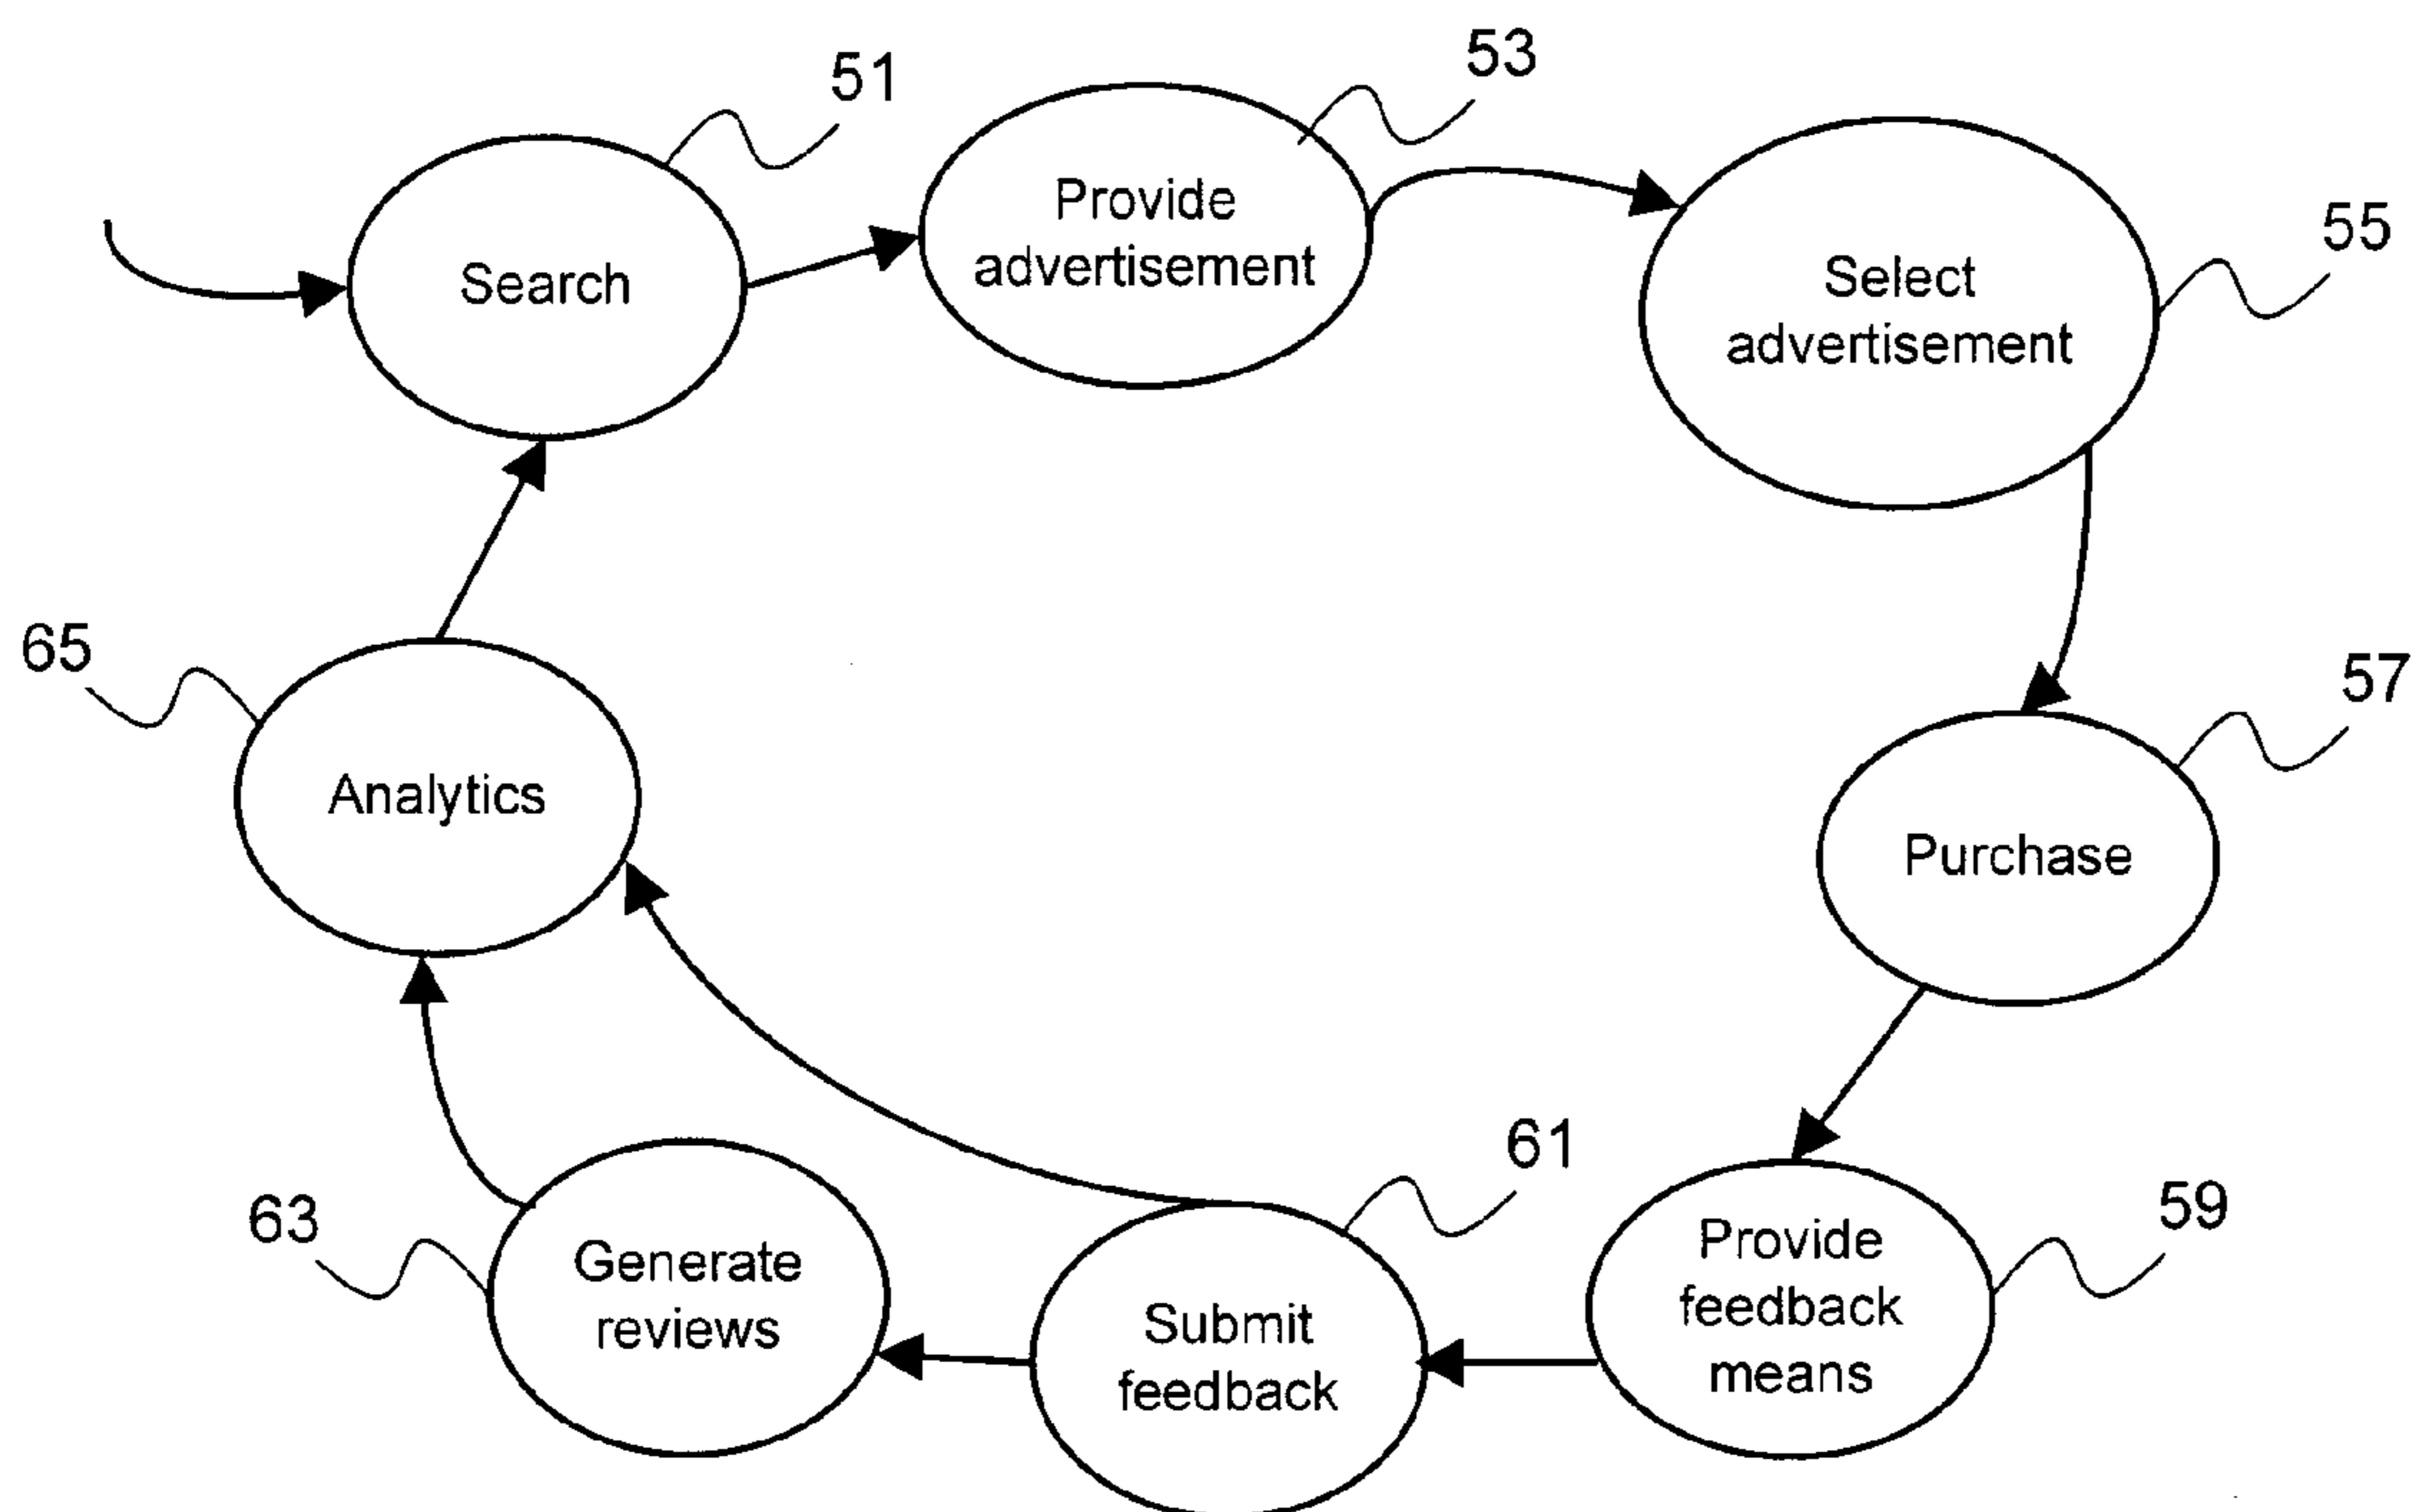 51
53
Search
Provide
advertisement
Select
advertisement
55
65
Analytics
57
Purchase
63
Generate
reviews
61
Submit
feedback
59
Provide
feedback
means